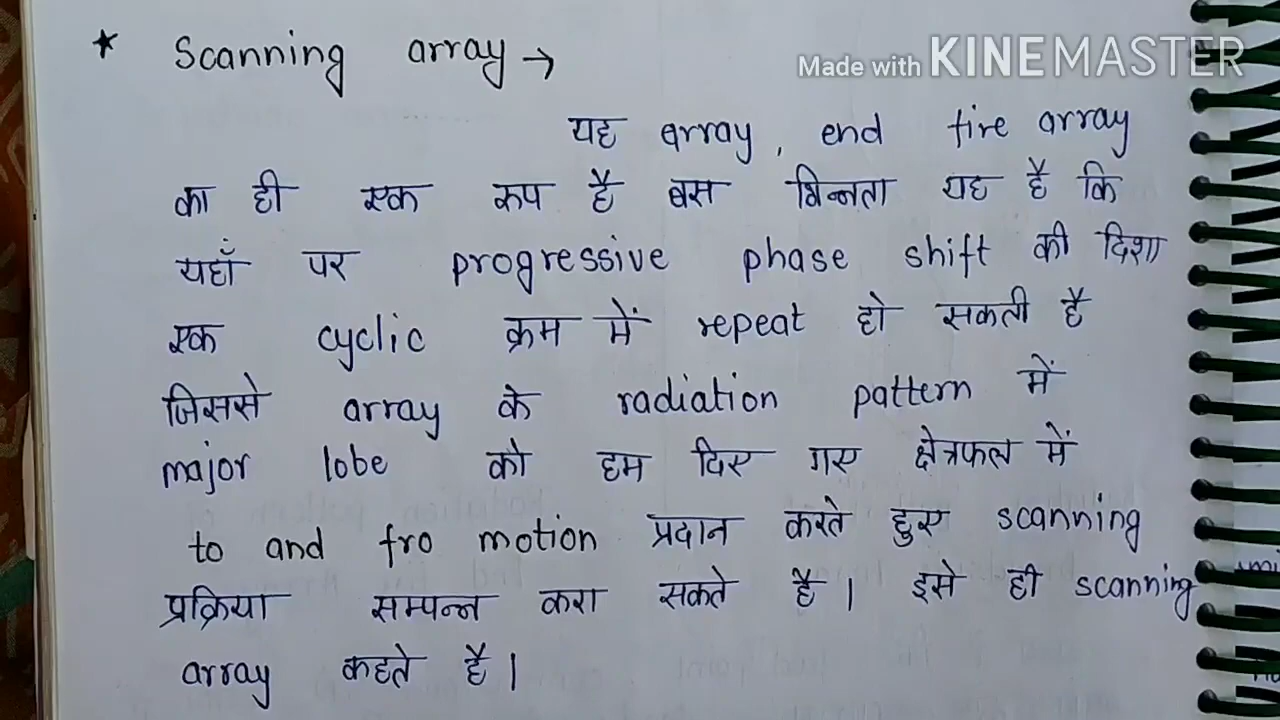 Made with KINEMASTER
* Scanning array →
यह array, end fire array
का ही एक रूप है बस भिन्नता यह है कि
यहाँ पर progressive phase shift की दिशा
एक cyclic क्रम में repeat हो सकती है
जिससे array के radiation pattern में
major lobe को हम दिए गए क्षेत्रफल में
to and fro motion प्रदान करते हुए scanning
प्रक्रिया सम्पन्न करा सकते है। इसे ही scanning
array कहते है।